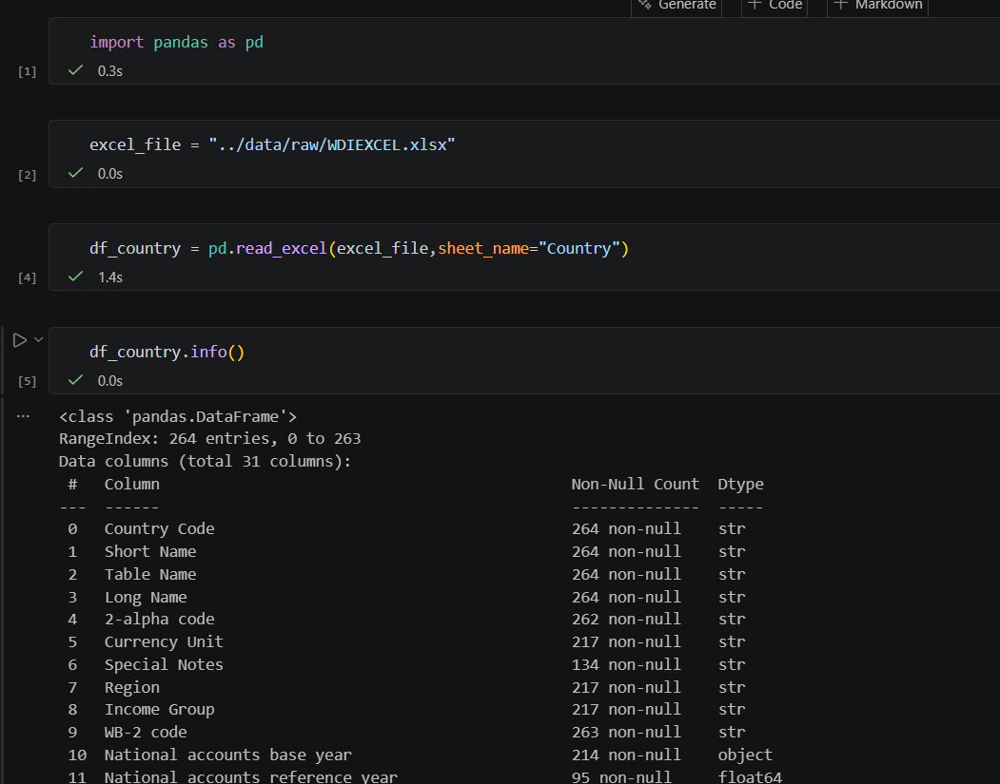 Generate + Code + Markdown
import pandas as pd
[1] 0.3s
excel_file = "../data/raw/WDIEXCEL.xlsx"
[2] 0.0s
df_country = pd.read_excel(excel_file,sheet_name="Country")
[4] 1.4s
df_country.info()
[5] 0.0s
... <class 'pandas.DataFrame'>
RangeIndex: 264 entries, 0 to 263
Data columns (total 31 columns):
# Column Non-Null Count Dtype
--- ------ -------------- -----
0 Country Code 264 non-null str
1 Short Name 264 non-null str
2 Table Name 264 non-null str
3 Long Name 264 non-null str
4 2-alpha code 262 non-null str
5 Currency Unit 217 non-null str
6 Special Notes 134 non-null str
7 Region 217 non-null str
8 Income Group 217 non-null str
9 WB-2 code 263 non-null str
10 National accounts base year 214 non-null object
11 National accounts reference year 95 non-null float64